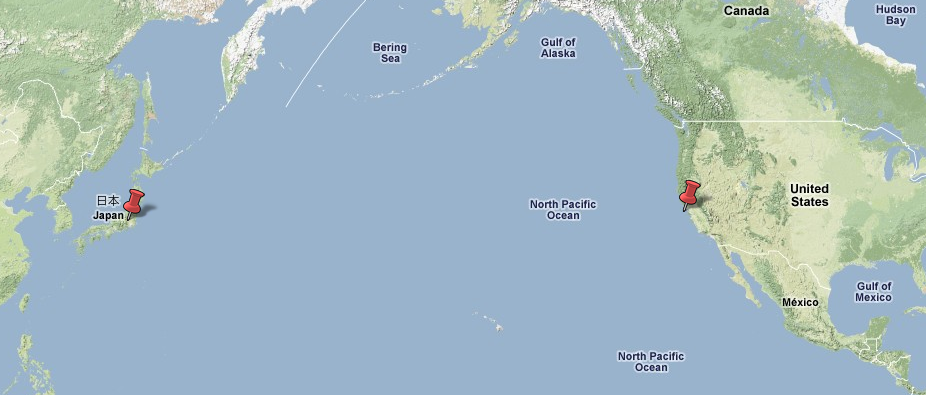 Canada
Hudson
Bay
Bering
Sea
Gulf of
Alaska
日本
Japan
North Pacific
Ocean
United
States
Gulf of
Mexico
México
North Pacific
Ocean